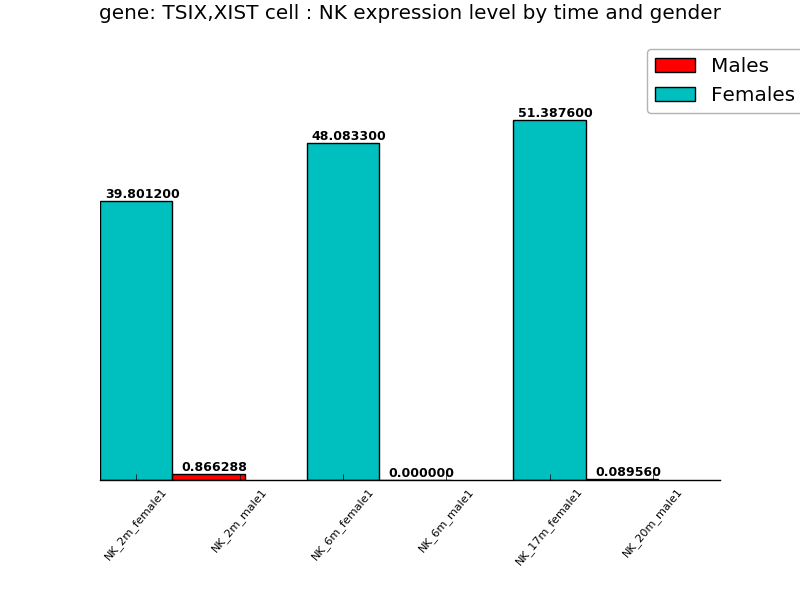 gene: TSIX,XIST cell : NK expression level by time and gender
Males
Females
51.387600
48.083300
39.801200
0.866288
0.000000
0.089560
NK_2m_female1
NK_2m_male1
NK_6m_female1
NK_6m_male1
NK_17m_female1
NK_20m_male1